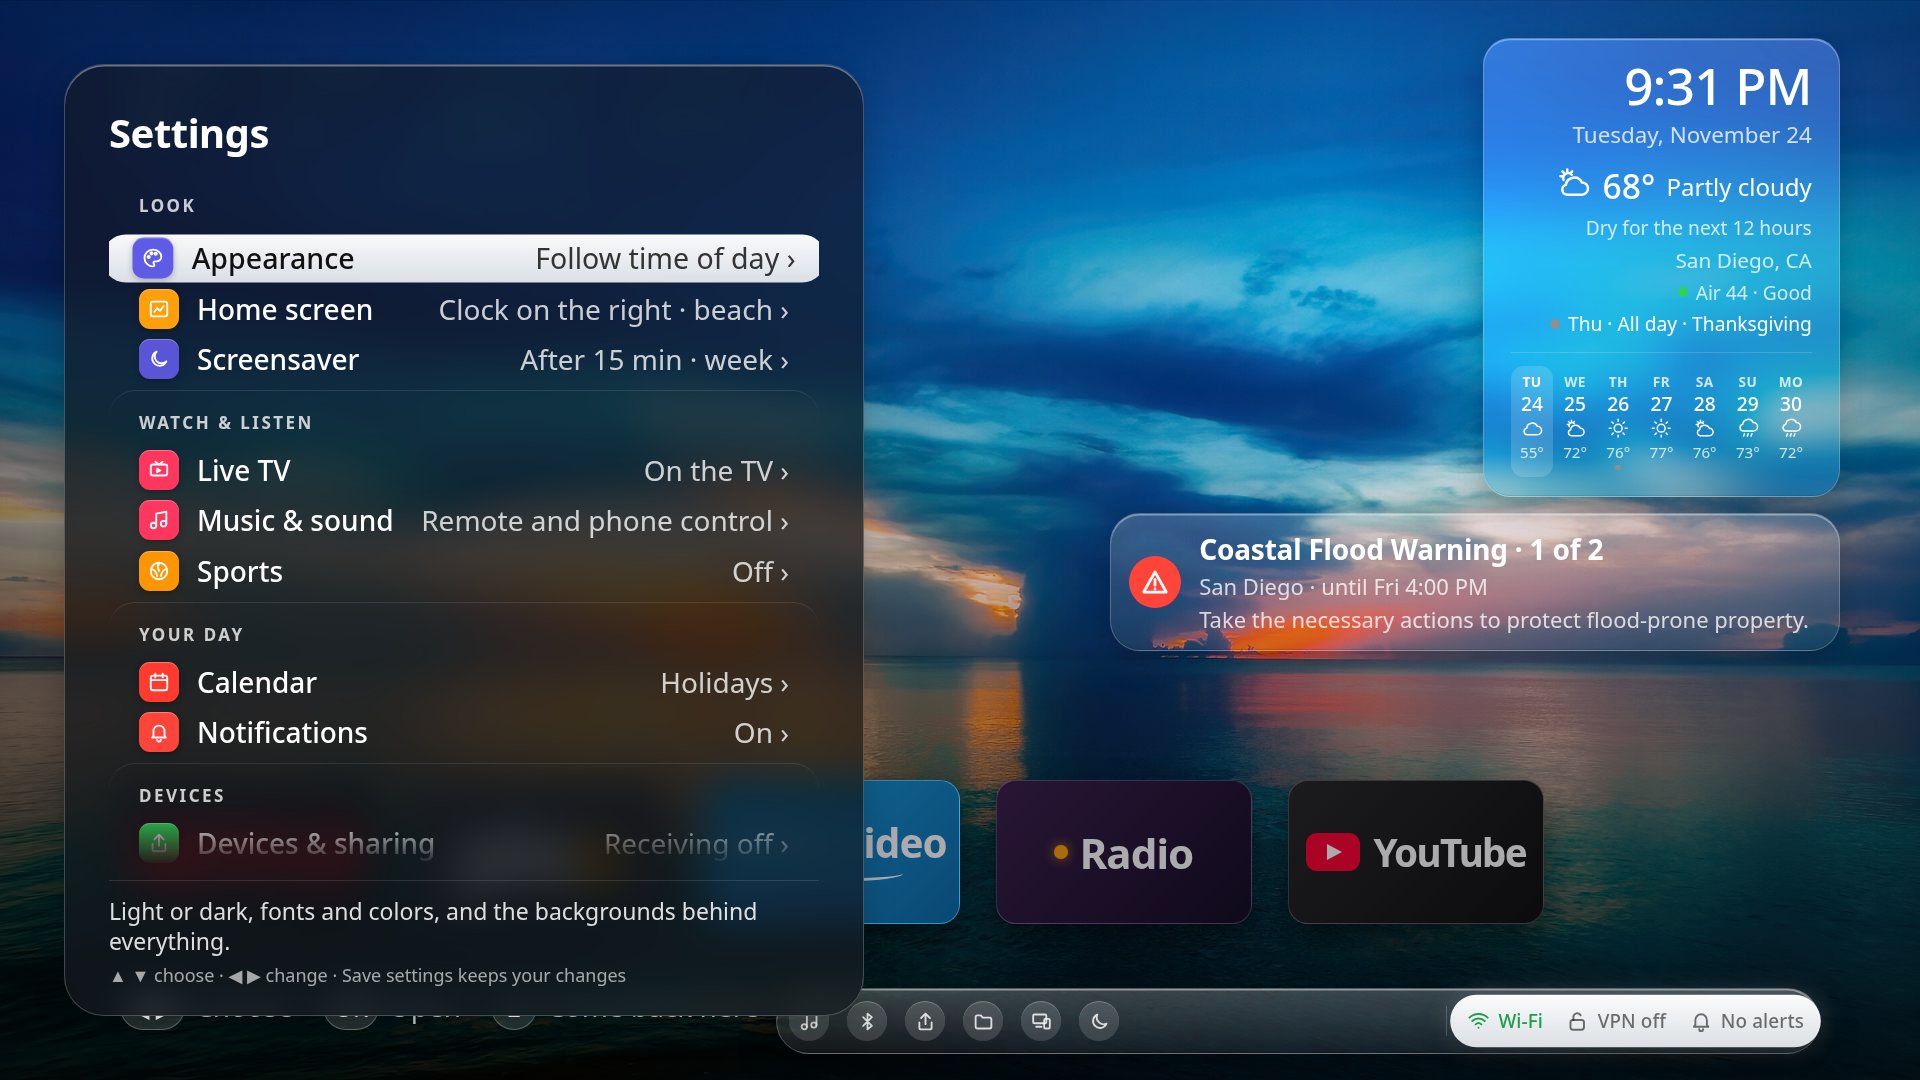 Settings
LOOK
Appearance Follow time of day ›
Home screen Clock on the right · beach ›
Screensaver After 15 min · week ›
WATCH & LISTEN
Live TV On the TV ›
Music & sound Remote and phone control ›
Sports Off ›
YOUR DAY
Calendar Holidays ›
Notifications On ›
DEVICES
Devices & sharing Receiving off ›
Light or dark, fonts and colors, and the backgrounds behind
everything.
▲ ▼ choose · ◀ ▶ change · Save settings keeps your changes
9:31 PM
Tuesday, November 24
68° Partly cloudy
Dry for the next 12 hours
San Diego, CA
Air 44 · Good
Thu · All day · Thanksgiving
TU WE TH FR SA SU MO
24 25 26 27 28 29 30
55° 72° 76° 77° 76° 73° 72°
Coastal Flood Warning · 1 of 2
San Diego · until Fri 4:00 PM
Take the necessary actions to protect flood-prone property.
ideo
Radio
YouTube
Wi-Fi VPN off No alerts